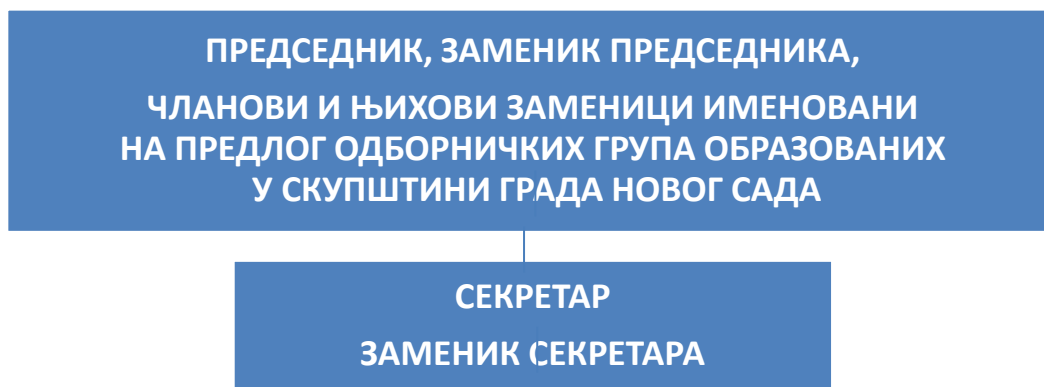 ПРЕДСЕДНИК, ЗАМЕНИК ПРЕДСЕДНИКА,
ЧЛАНОВИ И ЊИХОВИ ЗАМЕНИЦИ ИМЕНОВАНИ
НА ПРЕДЛОГ ОДБОРНИЧКИХ ГРУПА ОБРАЗОВАНИХ
У СКУПШТИНИ ГРАДА НОВОГ САДА
СЕКРЕТАР
ЗАМЕНИК СЕКРЕТАРА